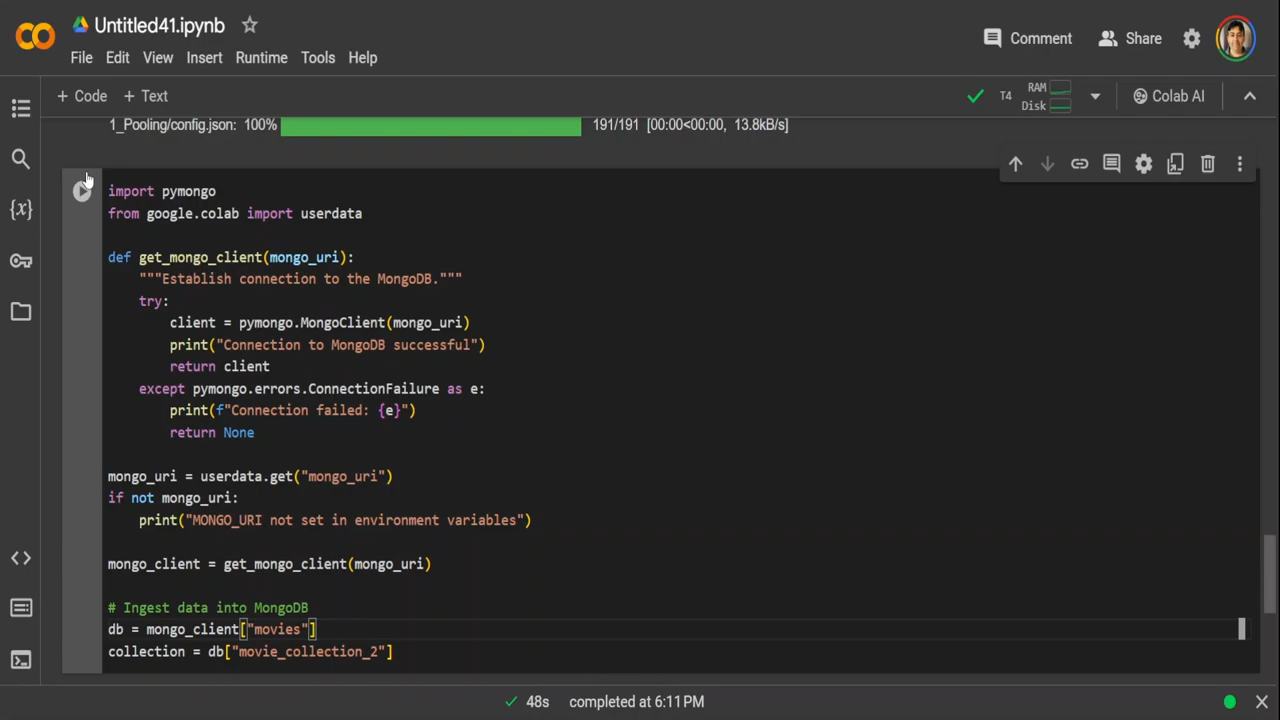 Untitled41.ipynb
File Edit View Insert Runtime Tools Help
Comment
Share
+ Code + Text
T4
RAM
Disk
Colab AI
1_Pooling/config.json: 100% 191/191 [00:00<00:00, 13.8kB/s]
import pymongo
from google.colab import userdata
def get_mongo_client(mongo_uri):
"""Establish connection to the MongoDB."""
try:
client = pymongo.MongoClient(mongo_uri)
print("Connection to MongoDB successful")
return client
except pymongo.errors.ConnectionFailure as e:
print(f"Connection failed: {e}")
return None
mongo_uri = userdata.get("mongo_uri")
if not mongo_uri:
print("MONGO_URI not set in environment variables")
mongo_client = get_mongo_client(mongo_uri)
# Ingest data into MongoDB
db = mongo_client["movies"]
collection = db["movie_collection_2"]
48s completed at 6:11 PM